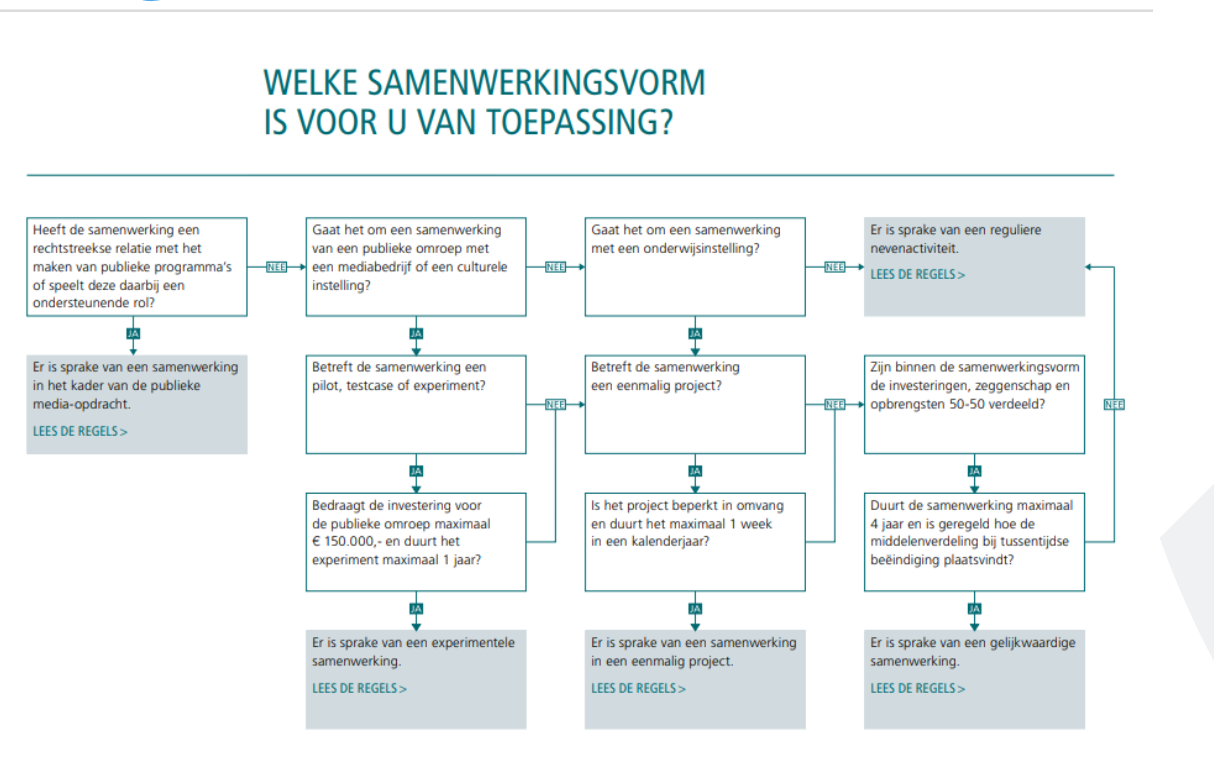 WELKE SAMENWERKINGSVORM
IS VOOR U VAN TOEPASSING?
Heeft de samenwerking een
rechtstreekse relatie met het
maken van publieke programma's
of speelt deze daarbij een
ondersteunende rol?
NEE
Gaat het om een samenwerking
van een publieke omroep met
een mediabedrijf of een culturele
instelling?
NEE
Gaat het om een samenwerking
met een onderwijsinstelling?
NEE
Er is sprake van een reguliere
nevenactiviteit.
LEES DE REGELS >
JA
JA
JA
Er is sprake van een samenwerking
in het kader van de publieke
media-opdracht.
LEES DE REGELS >
Betreft de samenwerking een
pilot, testcase of experiment?
NEE
Betreft de samenwerking
een eenmalig project?
NEE
Zijn binnen de samenwerkingsvorm
de investeringen, zeggenschap en
opbrengsten 50-50 verdeeld?
NEE
JA
JA
JA
Bedraagt de investering voor
de publieke omroep maximaal
€ 150.000,- en duurt het
experiment maximaal 1 jaar?
Is het project beperkt in omvang
en duurt het maximaal 1 week
in een kalenderjaar?
Duurt de samenwerking maximaal
4 jaar en is geregeld hoe de
middelenverdeling bij tussentijdse
beëindiging plaatsvindt?
JA
JA
JA
Er is sprake van een experimentele
samenwerking.
LEES DE REGELS >
Er is sprake van een samenwerking
in een eenmalig project.
LEES DE REGELS >
Er is sprake van een gelijkwaardige
samenwerking.
LEES DE REGELS >